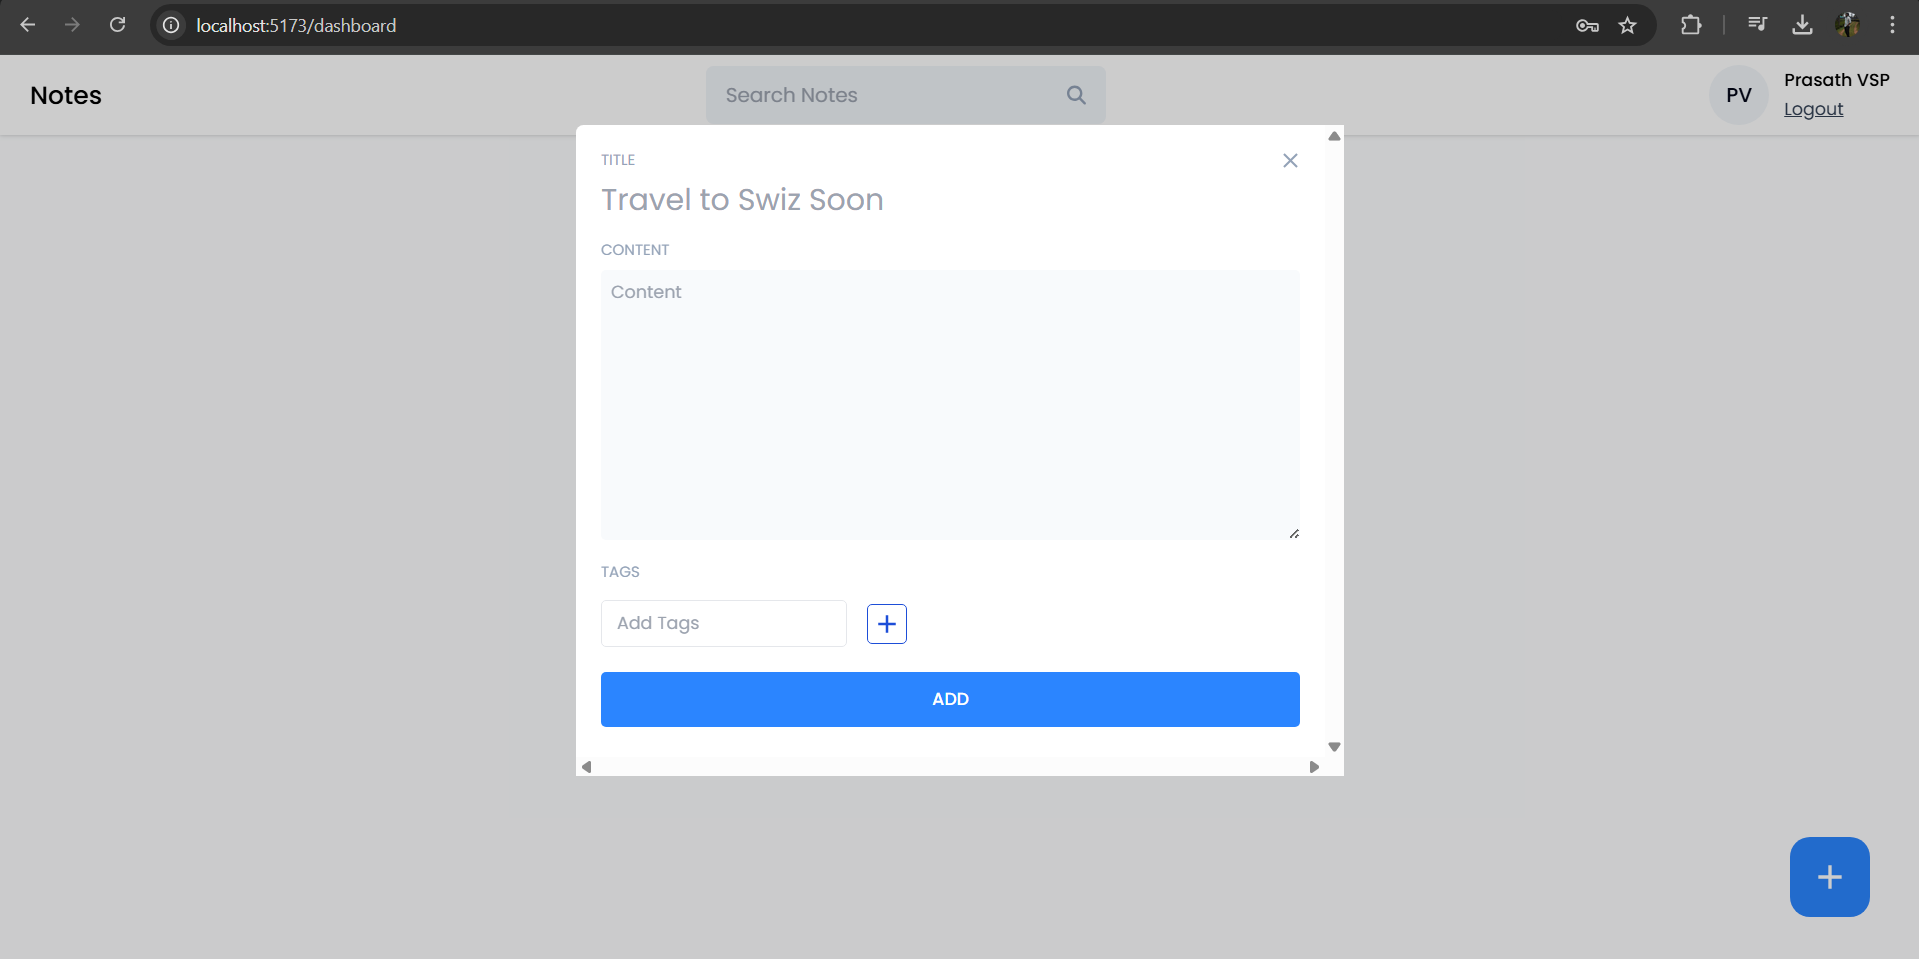 localhost:5173/dashboard
Notes
Search Notes
PV
Prasath VSP
Logout
TITLE
Travel to Swiz Soon
CONTENT
Content
TAGS
Add Tags
ADD